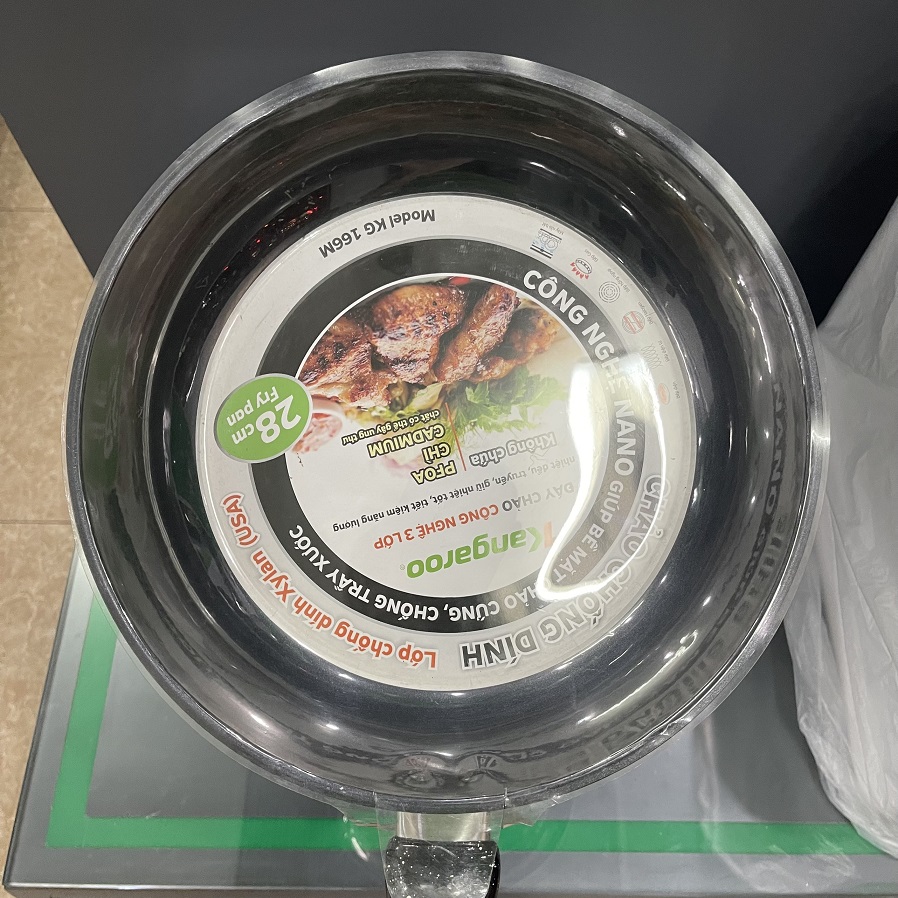 CHẢO CHỐNG DÍNH
Lớp chống dính Xylan (USA)
CÔNG NGHỆ NANO GIÚP BỀ MẶT CHẢO CỨNG, CHỐNG TRẦY XUỚC
Kangaroo®
ĐÁY CHẢO CÔNG NGHỆ 3 LỚP
nhiệt đều, truyền, giữ nhiệt tốt, tiết kiệm năng lượng
Không chứa
PFOA
CHÌ
CADMIUM
chất có thể gây ung thư
28 cm
Fry pan
Model KG 166M